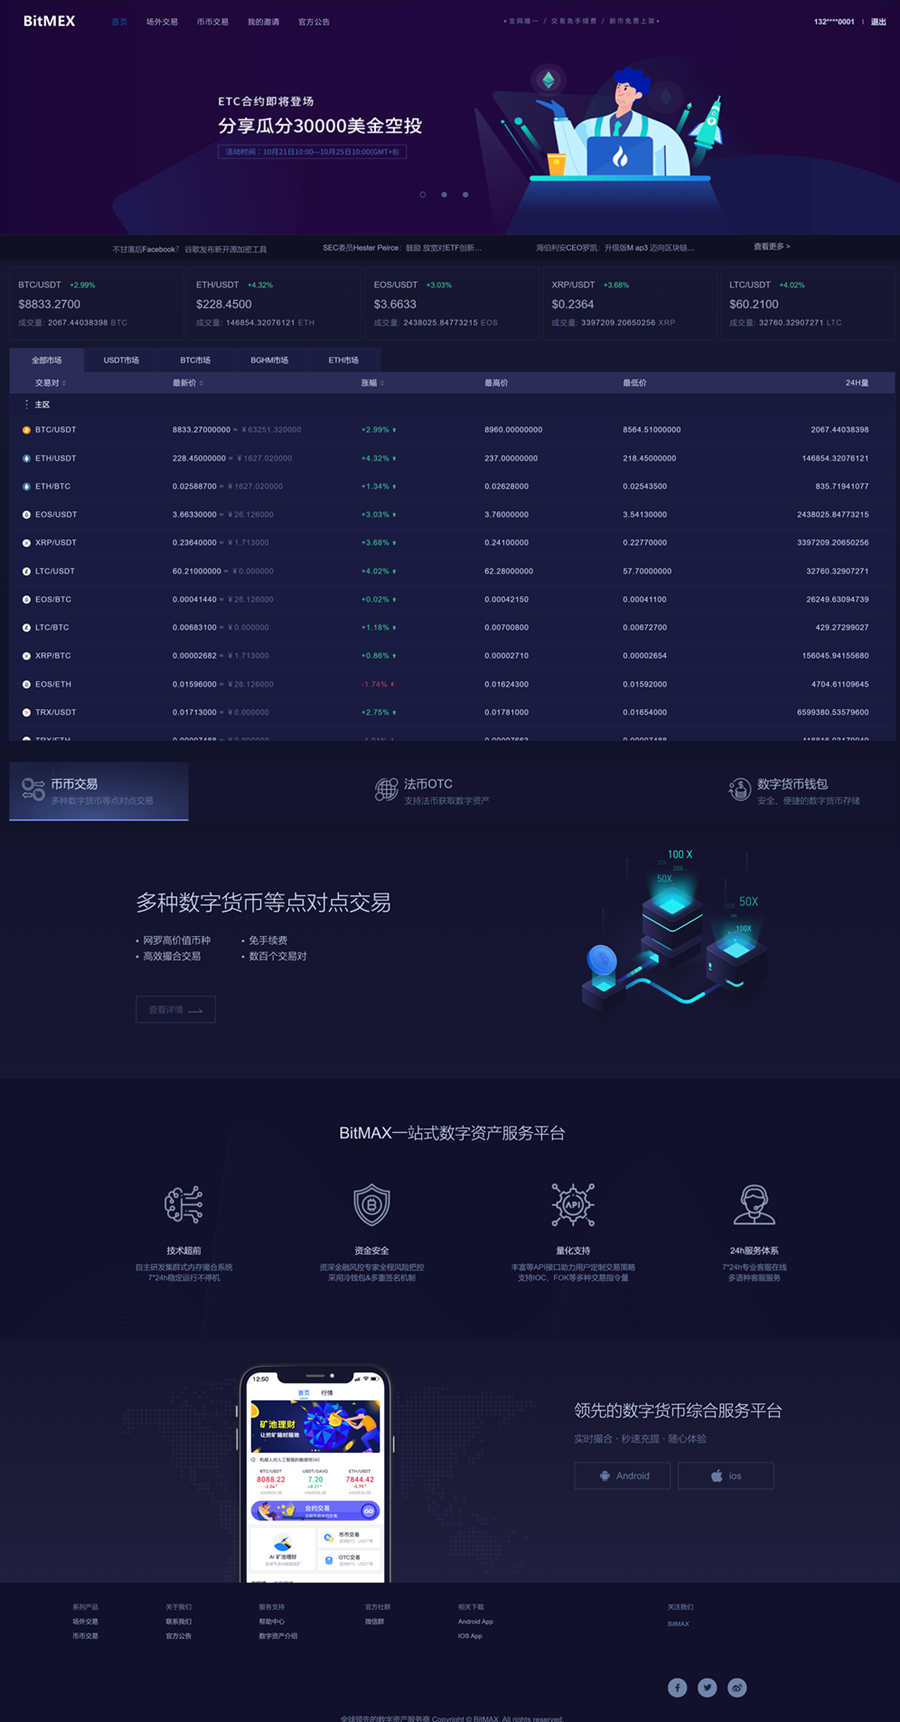 BitMEX 首页 场外交易 币币交易 我的邀请 官方公告 •全网唯一 / 交易免手续费 / 新币免费上架• 132****0001 | 退出
ETC合约即将登场
分享瓜分30000美金空投
活动时间：10月21日10:00—10月25日10:00(GMT+8)
不甘落后Facebook？ 谷歌发布新开源加密工具 SEC委员Hester Peirce：鼓励 放宽对ETF创新... 海伯利安CEO罗凯：升级版M ap3 迈向区块链... 查看更多 >
BTC/USDT +2.99% ETH/USDT +4.32% EOS/USDT +3.03% XRP/USDT +3.68% LTC/USDT +4.02%
$8833.2700 $228.4500 $3.6633 $0.2364 $60.2100
成交量: 2067.44038398 BTC 成交量: 146854.32076121 ETH 成交量: 2438025.84773215 EOS 成交量: 3397209.20650256 XRP 成交量: 32760.32907271 LTC
全部市场 USDT市场 BTC市场 BGHM市场 ETH市场
交易对 最新价 涨幅 最高价 最低价 24H量
主区
BTC/USDT 8833.27000000 ≈ ¥63251.320000 +2.99% 8960.00000000 8564.51000000 2067.44038398
ETH/USDT 228.45000000 ≈ ¥1627.020000 +4.32% 237.00000000 218.45000000 146854.32076121
ETH/BTC 0.02588700 ≈ ¥1627.020000 +1.34% 0.02628000 0.02543500 835.71941077
EOS/USDT 3.66330000 ≈ ¥26.126000 +3.03% 3.76000000 3.54130000 2438025.84773215
XRP/USDT 0.23640000 ≈ ¥1.713000 +3.68% 0.24100000 0.22770000 3397209.20650256
LTC/USDT 60.21000000 ≈ ¥0.000000 +4.02% 62.28000000 57.70000000 32760.32907271
EOS/BTC 0.00041440 ≈ ¥26.126000 +0.02% 0.00042150 0.00041100 26249.63094739
LTC/BTC 0.00683100 ≈ ¥0.000000 +1.18% 0.00700800 0.00672700 429.27299027
XRP/BTC 0.00002682 ≈ ¥1.713000 +0.86% 0.00002710 0.00002654 156045.94155680
EOS/ETH 0.01596000 ≈ ¥26.126000 -1.74% 0.01624300 0.01592000 4704.61109645
TRX/USDT 0.01713000 ≈ ¥0.000000 +2.75% 0.01781000 0.01654000 6599380.53579600
币币交易 法币OTC 数字货币钱包
多种数字货币等点对点交易 支持法币获取数字资产 安全、便捷的数字货币存储
100 X
20X
50X
50X
100X
多种数字货币等点对点交易
• 网罗高价值币种 • 免手续费
• 高效撮合交易 • 数百个交易对
查看详情
BitMAX一站式数字资产服务平台
API
技术超前 资金安全 量化支持 24h服务体系
自主研发集群式内存撮合系统 资深金融风控专家全程风险把控 丰富等API接口助力用户定制交易策略 7*24h专业客服在线
7*24h稳定运行不停机 采用冷钱包&多重签名机制 支持IOC，FOK等多种交易指令量 多语种客服服务
12:50
首页 行情
矿池理财
让挖矿随时随地
机器人对人工智能的敏感性(AI)
BTC/USDT USDT/GAVS ETH/USDT
8088.22 7.20 7844.42
合约交易
AI 矿池理财
币币交易
OTC交易
领先的数字货币综合服务平台
实时撮合 · 秒速充提 · 随心体验
Android ios
系列产品 关于我们 服务支持 官方社群 相关下载 关注我们
场外交易 联系我们 帮助中心 微信群 Android App BitMAX
币币交易 官方公告 数字资产介绍 IOS App
全球领先的数字资产服务商 Copyright © BitMAX. All rights reserved.